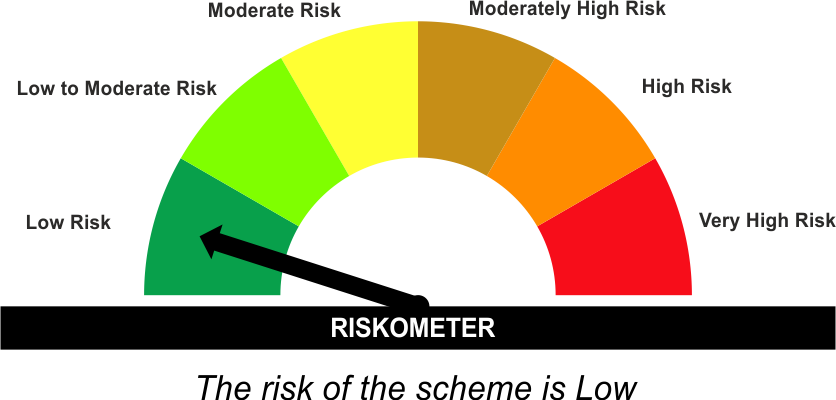 Moderate Risk
Moderately High Risk
Low to Moderate Risk
High Risk
Low Risk
Very High Risk
RISKOMETER
The risk of the scheme is Low